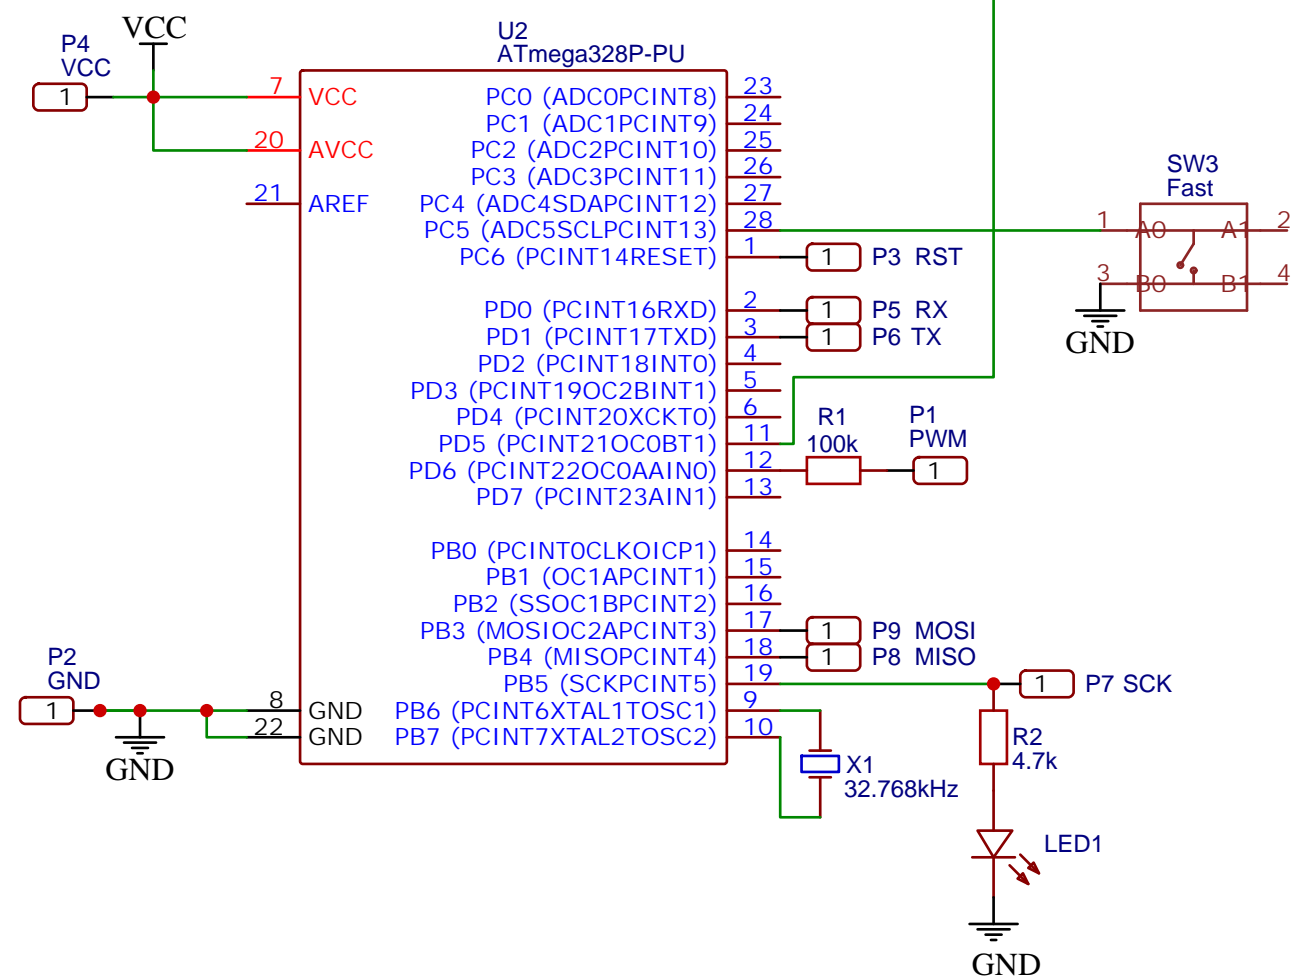 VCC
P4
VCC
1
U2
ATmega328P-PU
7
VCC
20
AVCC
21
AREF
PC0 (ADC0PCINT8)
23
PC1 (ADC1PCINT9)
24
PC2 (ADC2PCINT10)
25
PC3 (ADC3PCINT11)
26
PC4 (ADC4SDAPCINT12)
27
PC5 (ADC5SCLPCINT13)
28
PC6 (PCINT14RESET)
1
1
P3 RST
SW3
Fast
1
A0
A1
2
3
B0
B1
4
GND
PD0 (PCINT16RXD)
2
1
P5 RX
PD1 (PCINT17TXD)
3
1
P6 TX
PD2 (PCINT18INT0)
4
PD3 (PCINT19OC2BINT1)
5
PD4 (PCINT20XCKT0)
6
PD5 (PCINT21OC0BT1)
11
PD6 (PCINT22OC0AAIN0)
12
R1
100k
P1
PWM
1
PD7 (PCINT23AIN1)
13
PB0 (PCINT0CLKOICP1)
14
PB1 (OC1APCINT1)
15
PB2 (SSOC1BPCINT2)
16
PB3 (MOSIOC2APCINT3)
17
1
P9 MOSI
PB4 (MISOPCINT4)
18
1
P8 MISO
PB5 (SCKPCINT5)
19
1
P7 SCK
P2
GND
1
GND
8
GND
22
GND
PB6 (PCINT6XTAL1TOSC1)
9
PB7 (PCINT7XTAL2TOSC2)
10
X1
32.768kHz
R2
4.7k
LED1
GND